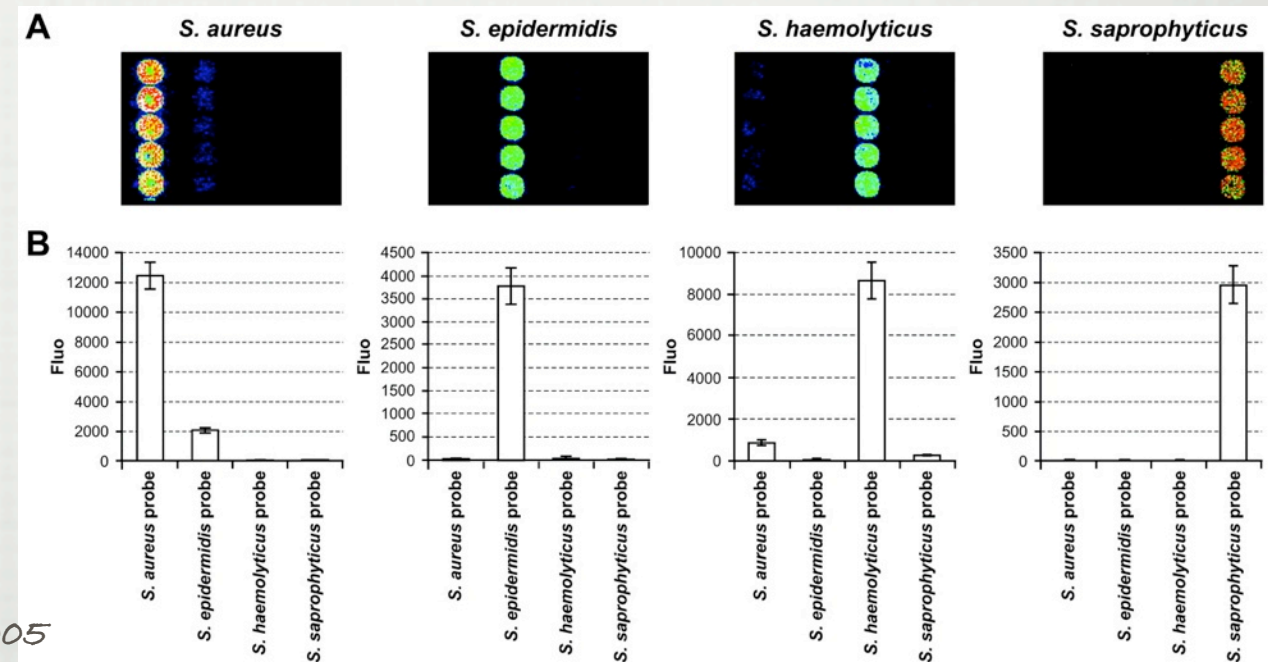 A
S. aureus
S. epidermidis
S. haemolyticus
S. saprophyticus
B
Fluo
14000
12000
10000
8000
6000
4000
2000
0
S. aureus probe
S. epidermidis probe
S. haemolyticus probe
S. saprophyticus probe
Fluo
4500
4000
3500
3000
2500
2000
1500
1000
500
0
S. aureus probe
S. epidermidis probe
S. haemolyticus probe
S. saprophyticus probe
Fluo
10000
8000
6000
4000
2000
0
S. aureus probe
S. epidermidis probe
S. haemolyticus probe
S. saprophyticus probe
Fluo
3500
3000
2500
2000
1500
1000
500
0
S. aureus probe
S. epidermidis probe
S. haemolyticus probe
S. saprophyticus probe
05